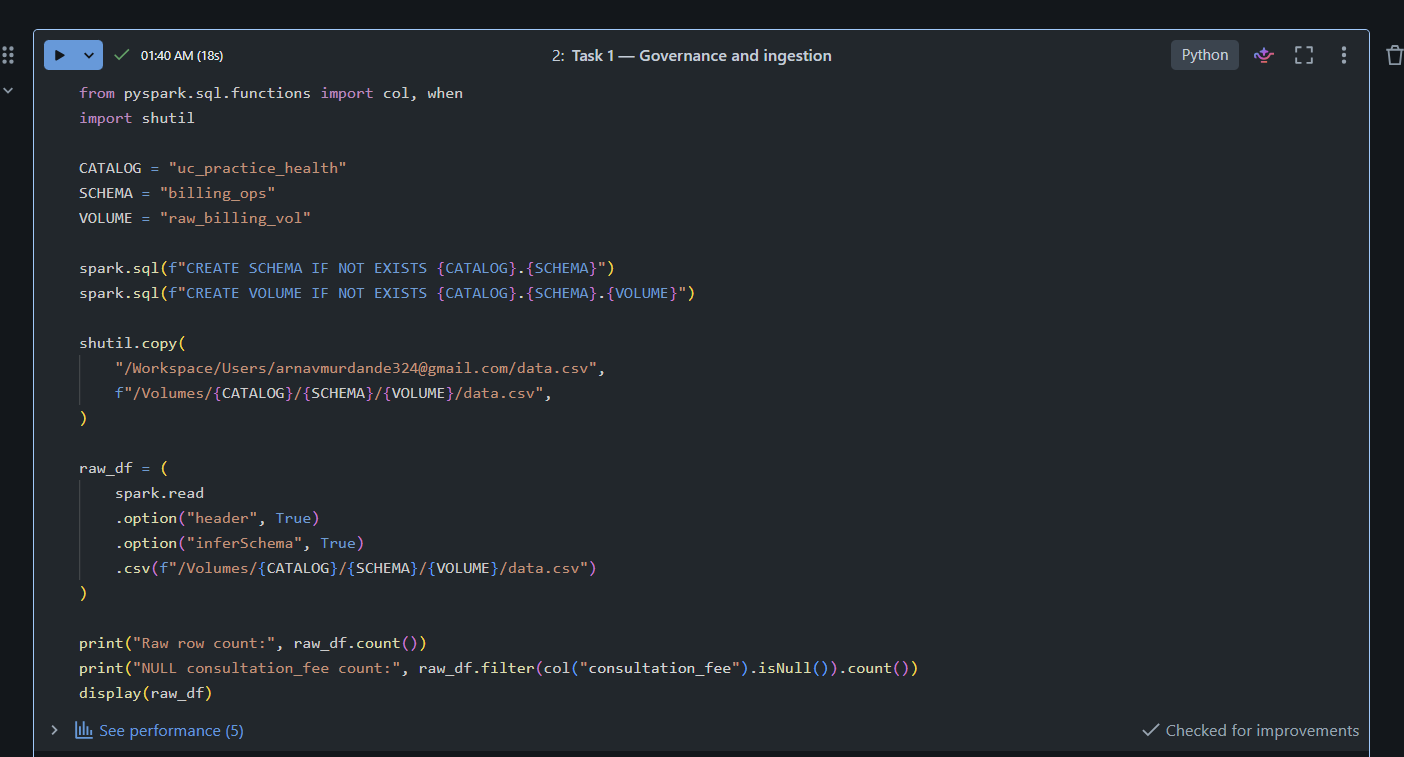 01:40 AM (18s)
2: Task 1 — Governance and ingestion
Python
from pyspark.sql.functions import col, when
import shutil
CATALOG = "uc_practice_health"
SCHEMA = "billing_ops"
VOLUME = "raw_billing_vol"
spark.sql(f"CREATE SCHEMA IF NOT EXISTS {CATALOG}.{SCHEMA}")
spark.sql(f"CREATE VOLUME IF NOT EXISTS {CATALOG}.{SCHEMA}.{VOLUME}")
shutil.copy(
    "/Workspace/Users/arnavmurdande324@gmail.com/data.csv",
    f"/Volumes/{CATALOG}/{SCHEMA}/{VOLUME}/data.csv",
)
raw_df = (
    spark.read
    .option("header", True)
    .option("inferSchema", True)
    .csv(f"/Volumes/{CATALOG}/{SCHEMA}/{VOLUME}/data.csv")
)
print("Raw row count:", raw_df.count())
print("NULL consultation_fee count:", raw_df.filter(col("consultation_fee").isNull()).count())
display(raw_df)
See performance (5)
Checked for improvements